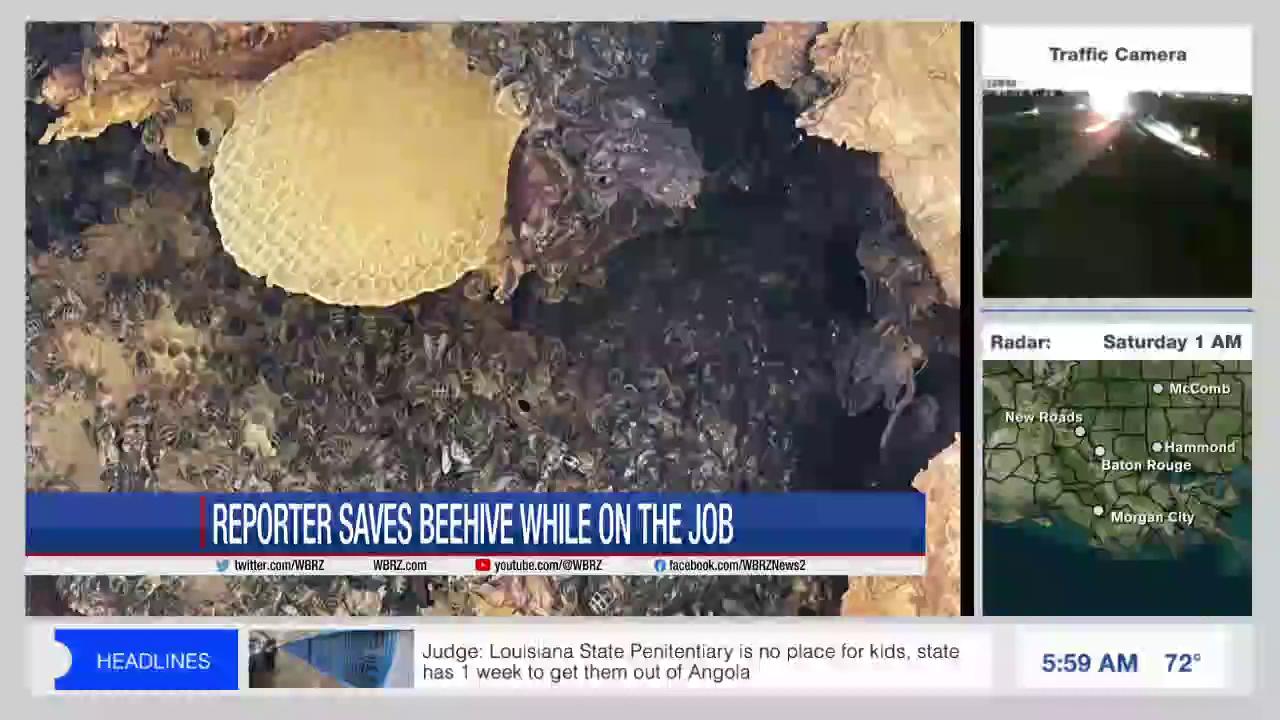 Traffic Camera
Radar: Saturday 1 AM
McComb
New Roads
Hammond
Baton Rouge
Morgan City
REPORTER SAVES BEEHIVE WHILE ON THE JOB
twitter.com/WBRZ WBRZ.com youtube.com/@WBRZ facebook.com/WBRZNews2
HEADLINES
Judge: Louisiana State Penitentiary is no place for kids, state
has 1 week to get them out of Angola
5:59 AM 72°